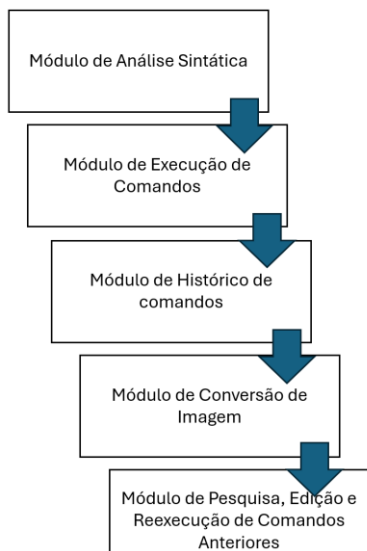 Módulo de Análise Sintática
Módulo de Execução de
Comandos
Módulo de Histórico de
comandos
Módulo de Conversão de
Imagem
Módulo de Pesquisa, Edição e
Reexecução de Comandos
Anteriores